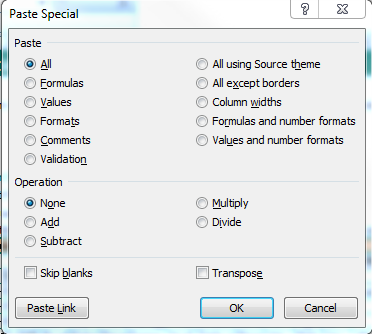 Paste Special
Paste
All
All using Source theme
Formulas
All except borders
Values
Column widths
Formats
Formulas and number formats
Comments
Values and number formats
Validation
Operation
None
Multiply
Add
Divide
Subtract
Skip blanks
Transpose
Paste Link
OK
Cancel